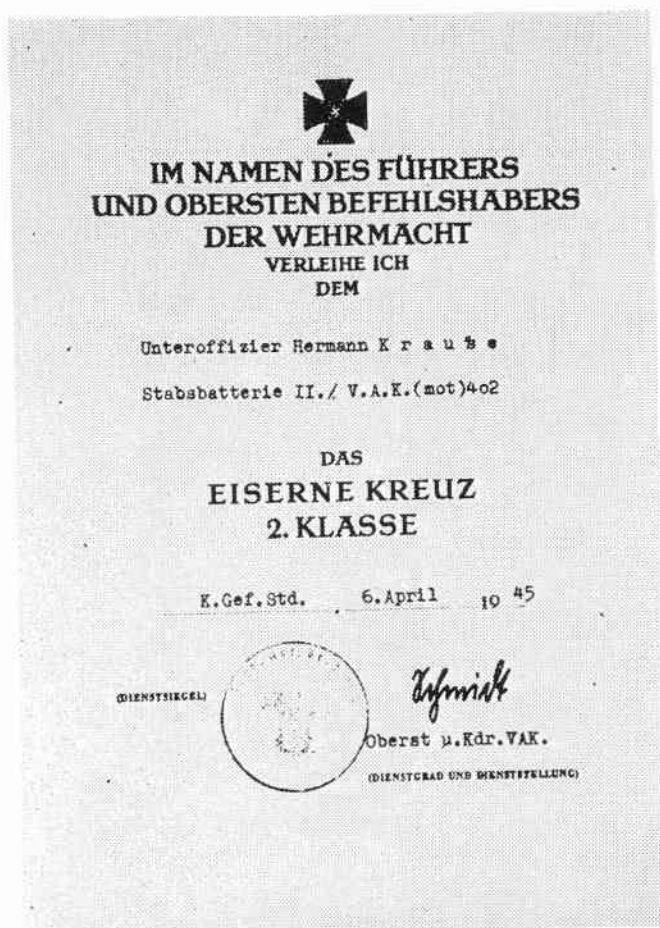 IM NAMEN DES FÜHRERS
UND OBERSTEN BEFEHLSHABERS
DER WEHRMACHT
VERLEIHE ICH
DEM
Unteroffizier Hermann K r a u ß e
Stabsbatterie II./ V.A.K.(mot)4o2
DAS
EISERNE KREUZ
2. KLASSE
K.Gef.Std. , 6.April 19 45
(DIENSTSIEGEL)
Schmidt
Oberst u.Kdr.VAK.
(DIENSTGRAD UND DIENSTSTELLUNG)